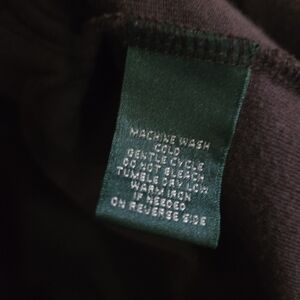 MACHINE WASH
COLD
GENTLE CYCLE
DO NOT BLEACH
TUMBLE DRY LOW
WARM IRON
IF NEEDED
ON REVERSE SIDE